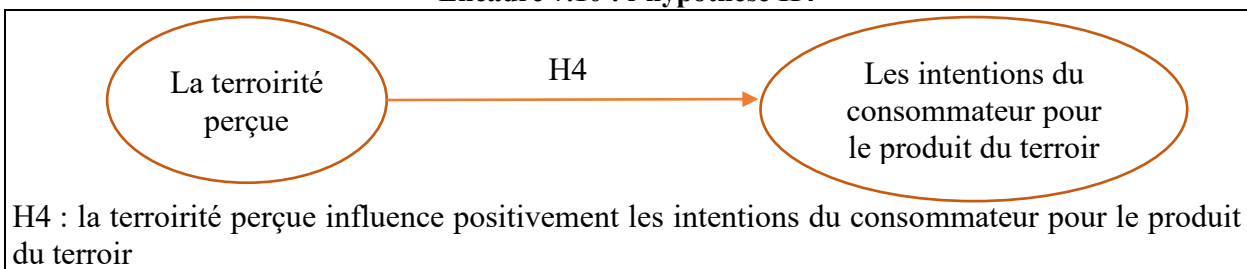 La terroirité
perçue
H4
Les intentions du
consommateur pour
le produit du terroir
H4 : la terroirité perçue influence positivement les intentions du consommateur pour le produit
du terroir